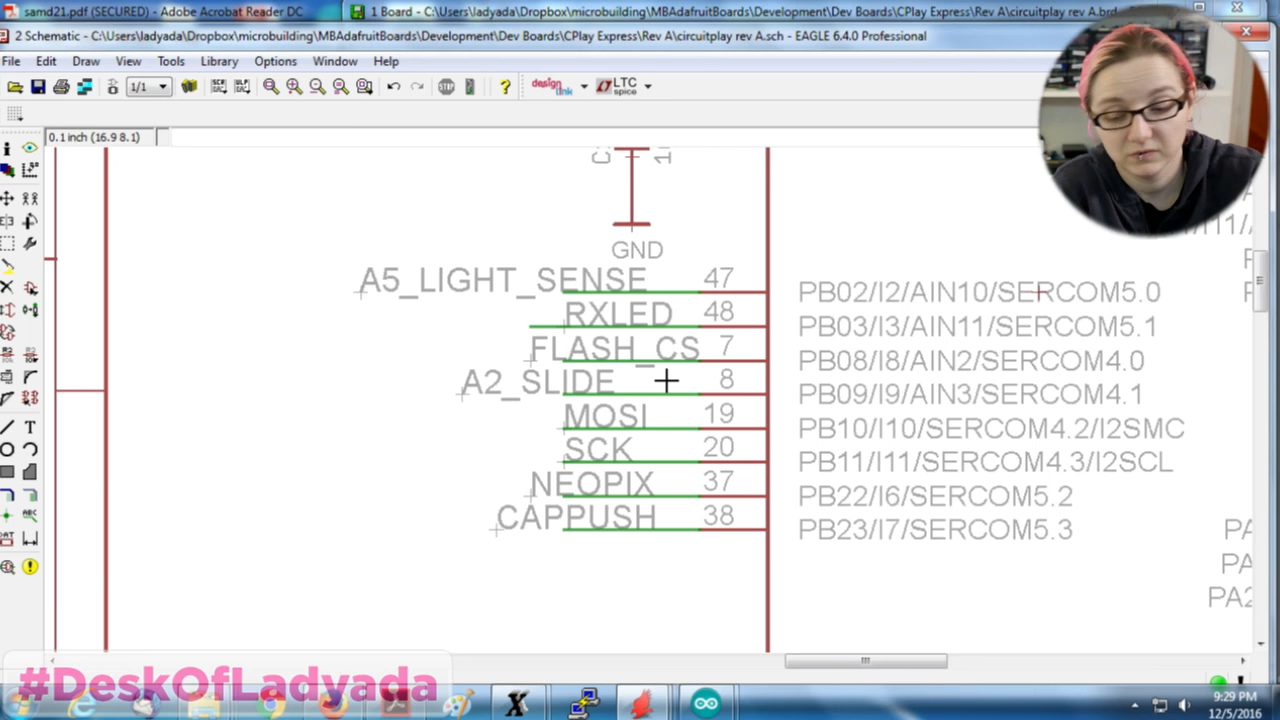 samd21.pdf (SECURED) - Adobe Acrobat Reader DC
1 Board - C:\Users\ladyada\Dropbox\microbuilding\MBAdafruitBoards\Development\Dev Boards\CPlay Express\Rev A\circuitplay rev A.brd
2 Schematic - C:\Users\ladyada\Dropbox\microbuilding\MBAdafruitBoards\Development\Dev Boards\CPlay Express\Rev A\circuitplay rev A.sch - EAGLE 6.4.0 Professional
File Edit Draw View Tools Library Options Window Help
1/1 SCR ULP STOP ? design link LTC spice
0.1 inch (16.9 8.1)
GND
A5_LIGHT_SENSE 47 PB02/I2/AIN10/SERCOM5.0
RXLED 48 PB03/I3/AIN11/SERCOM5.1
FLASH_CS 7 PB08/I8/AIN2/SERCOM4.0
A2_SLIDE 8 PB09/I9/AIN3/SERCOM4.1
MOSI 19 PB10/I10/SERCOM4.2/I2SMC
SCK 20 PB11/I11/SERCOM4.3/I2SCL
NEOPIX 37 PB22/I6/SERCOM5.2
CAPPUSH 38 PB23/I7/SERCOM5.3
PA
PA
PA2
#DeskOfLadyada
9:29 PM
12/5/2016